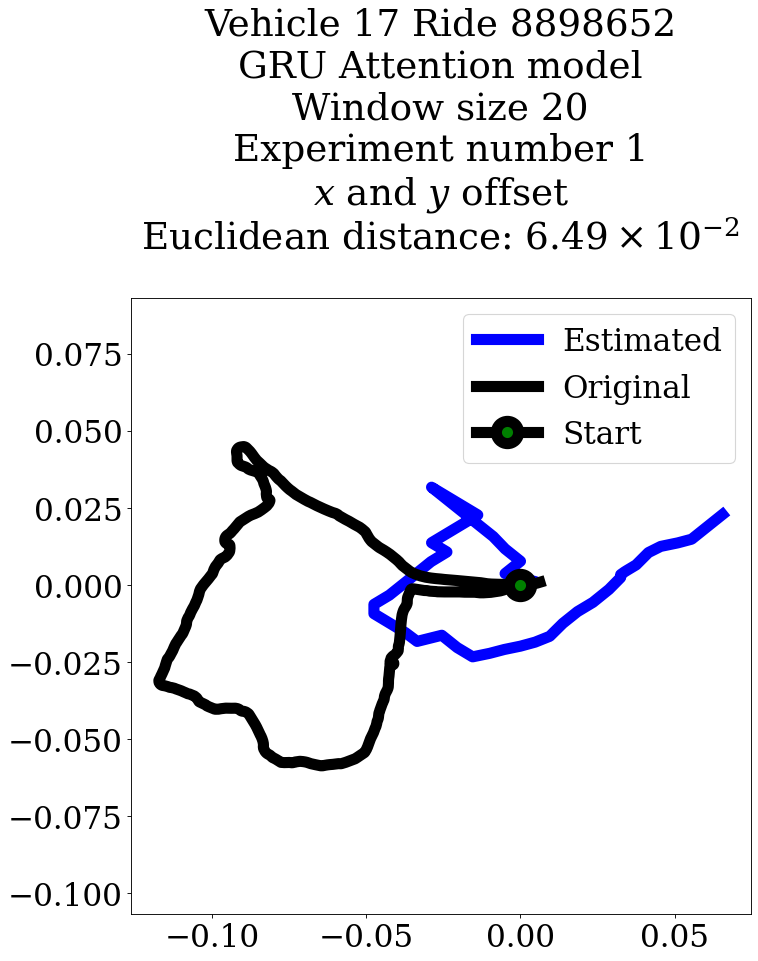 Vehicle 17 Ride 8898652
GRU Attention model
Window size 20
Experiment number 1
x and y offset
Euclidean distance: 6.49 × 10⁻²
Estimated
Original
Start
0.075
0.050
0.025
0.000
−0.025
−0.050
−0.075
−0.100
−0.10 −0.05 0.00 0.05